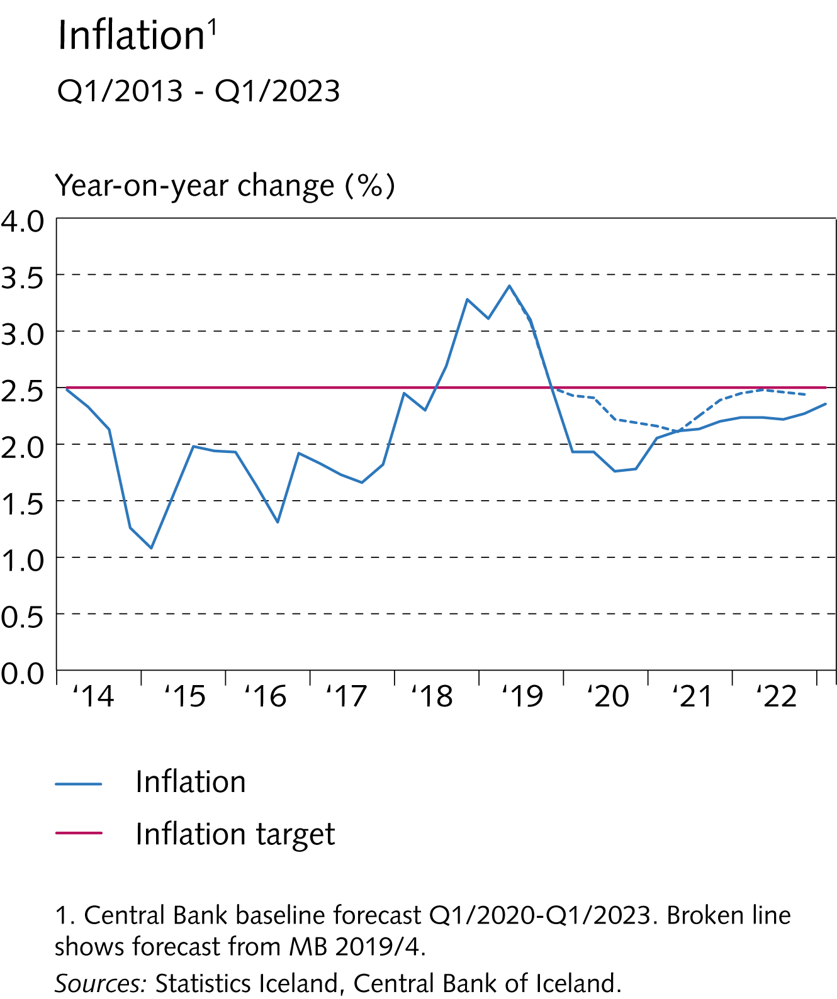 Inflation¹
Q1/2013 - Q1/2023
Year-on-year change (%)
4.0
3.5
3.0
2.5
2.0
1.5
1.0
0.5
0.0
‘14 ‘15 ‘16 ‘17 ‘18 ‘19 ‘20 ‘21 ‘22
Inflation
Inflation target
1. Central Bank baseline forecast Q1/2020-Q1/2023. Broken line
shows forecast from MB 2019/4.
Sources: Statistics Iceland, Central Bank of Iceland.